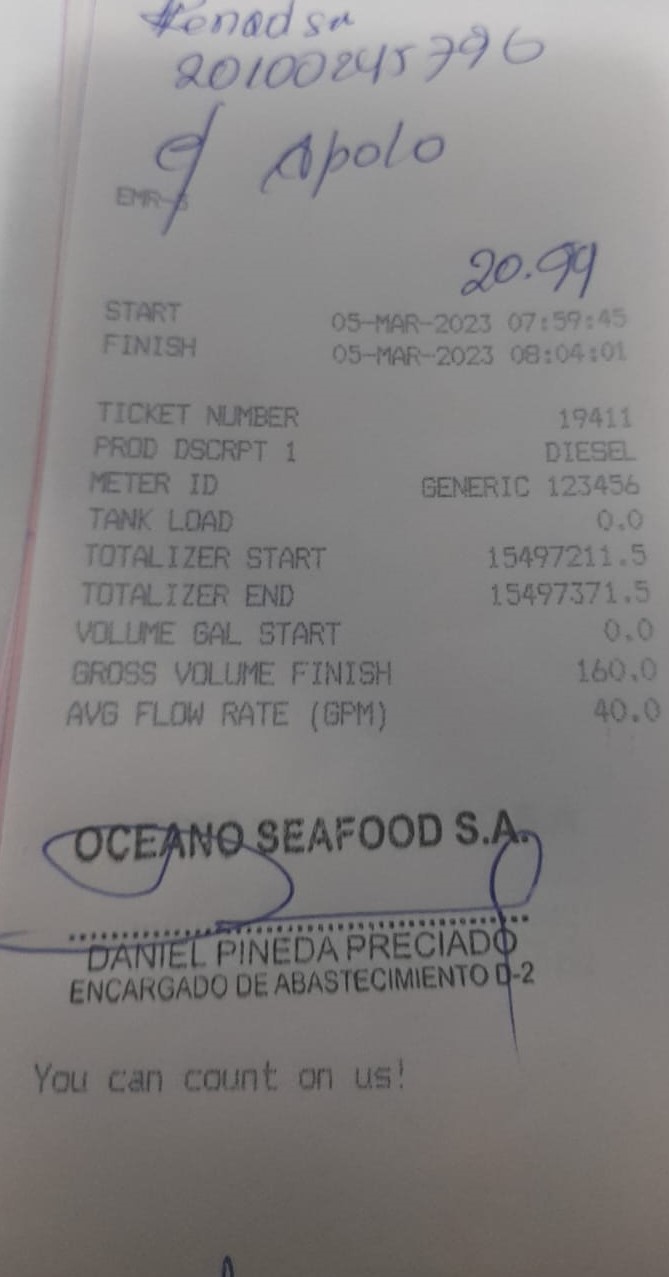 20100245796
Apolo
EMR-3
20.99
START 05-MAR-2023 07:59:45
FINISH 05-MAR-2023 08:04:01
TICKET NUMBER 19411
PROD DSCRPT 1 DIESEL
METER ID GENERIC 123456
TANK LOAD 0.0
TOTALIZER START 15497211.5
TOTALIZER END 15497371.5
VOLUME GAL START 0.0
GROSS VOLUME FINISH 160.0
AVG FLOW RATE (GPM) 40.0
OCEANO SEAFOOD S.A.
DANIEL PINEDA PRECIADO
ENCARGADO DE ABASTECIMIENTO D-2
You can count on us!